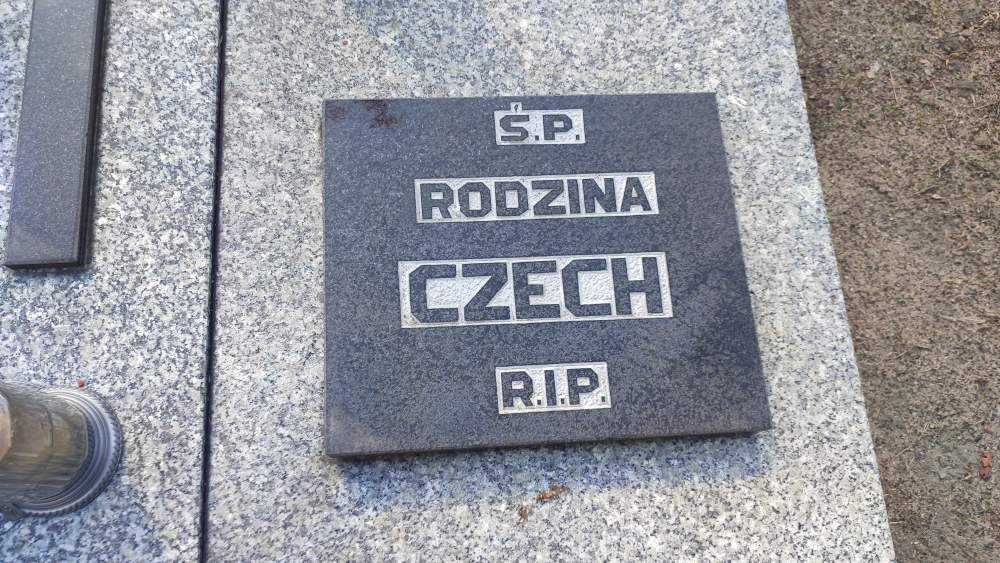 Ś.P.
RODZINA
CZECH
R.I.P.